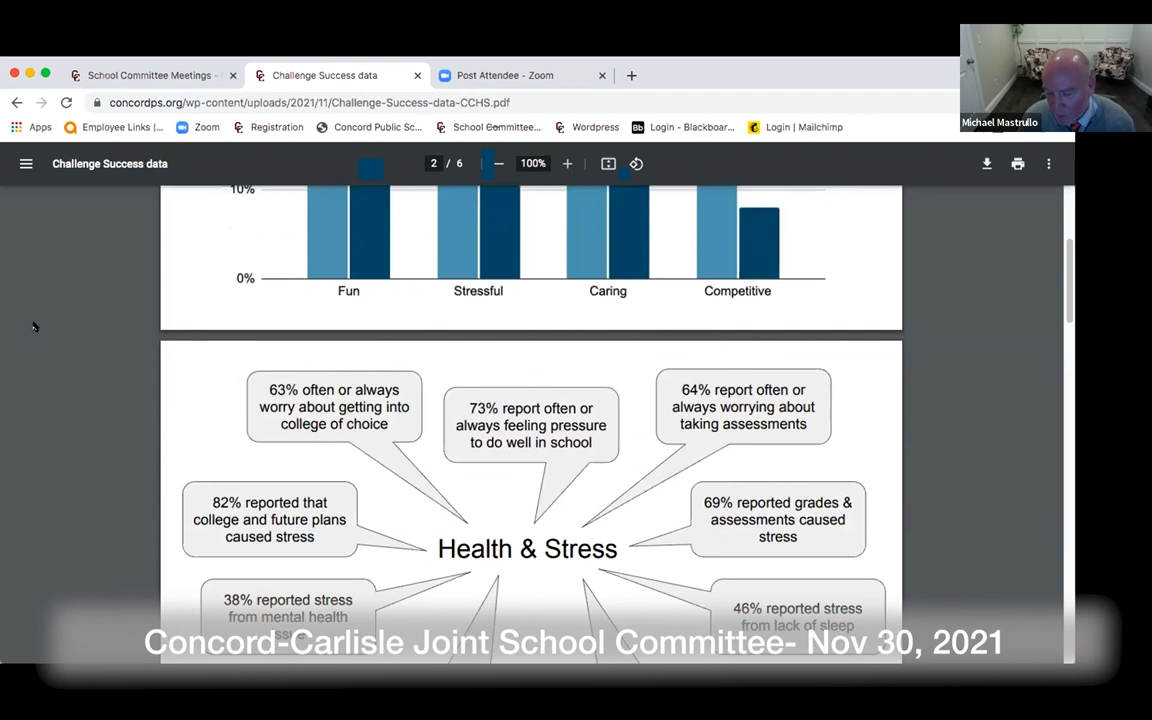 School Committee Meetings -
Challenge Success data
Post Attendee - Zoom
concordps.org/wp-content/uploads/2021/11/Challenge-Success-data-CCHS.pdf
Apps
Employee Links |...
Zoom
Registration
Concord Public Sc...
School Committee...
Wordpress
Bb
Login - Blackboar...
Login | Mailchimp
Michael Mastrullo
Challenge Success data
2 / 6
100%
10%
0%
Fun
Stressful
Caring
Competitive
63% often or always
worry about getting into
college of choice
73% report often or
always feeling pressure
to do well in school
64% report often or
always worrying about
taking assessments
82% reported that
college and future plans
caused stress
69% reported grades &
assessments caused
stress
Health & Stress
38% reported stress
from mental health
46% reported stress
from lack of sleep
Concord-Carlisle Joint School Committee- Nov 30, 2021